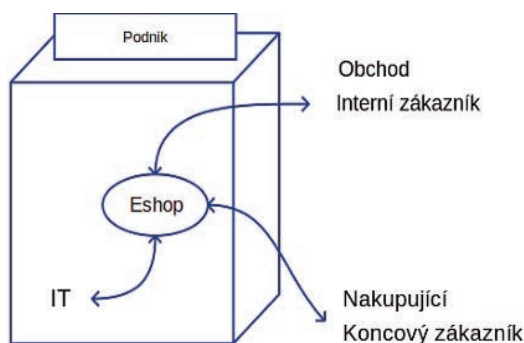 Podnik
Obchod
Interní zákazník
Eshop
IT
Nakupující
Koncový zákazník